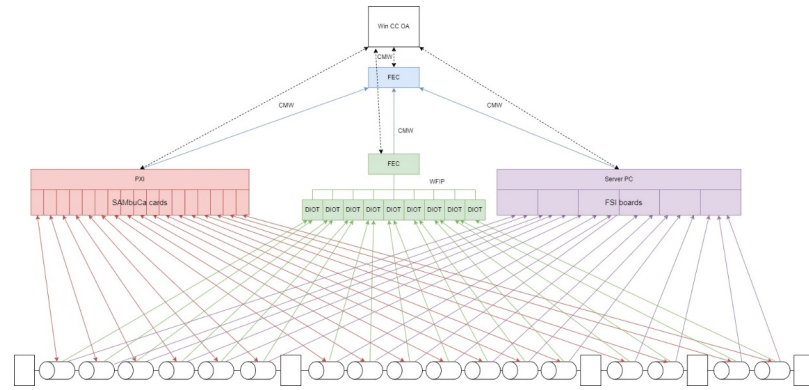 Win CC OA
CMW
FEC
CMW
CMW
CMW
FEC
PXI
Server PC
WFIP
SAMbuCa cards
DIOT DIOT DIOT DIOT DIOT DIOT DIOT DIOT DIOT
FSI boards